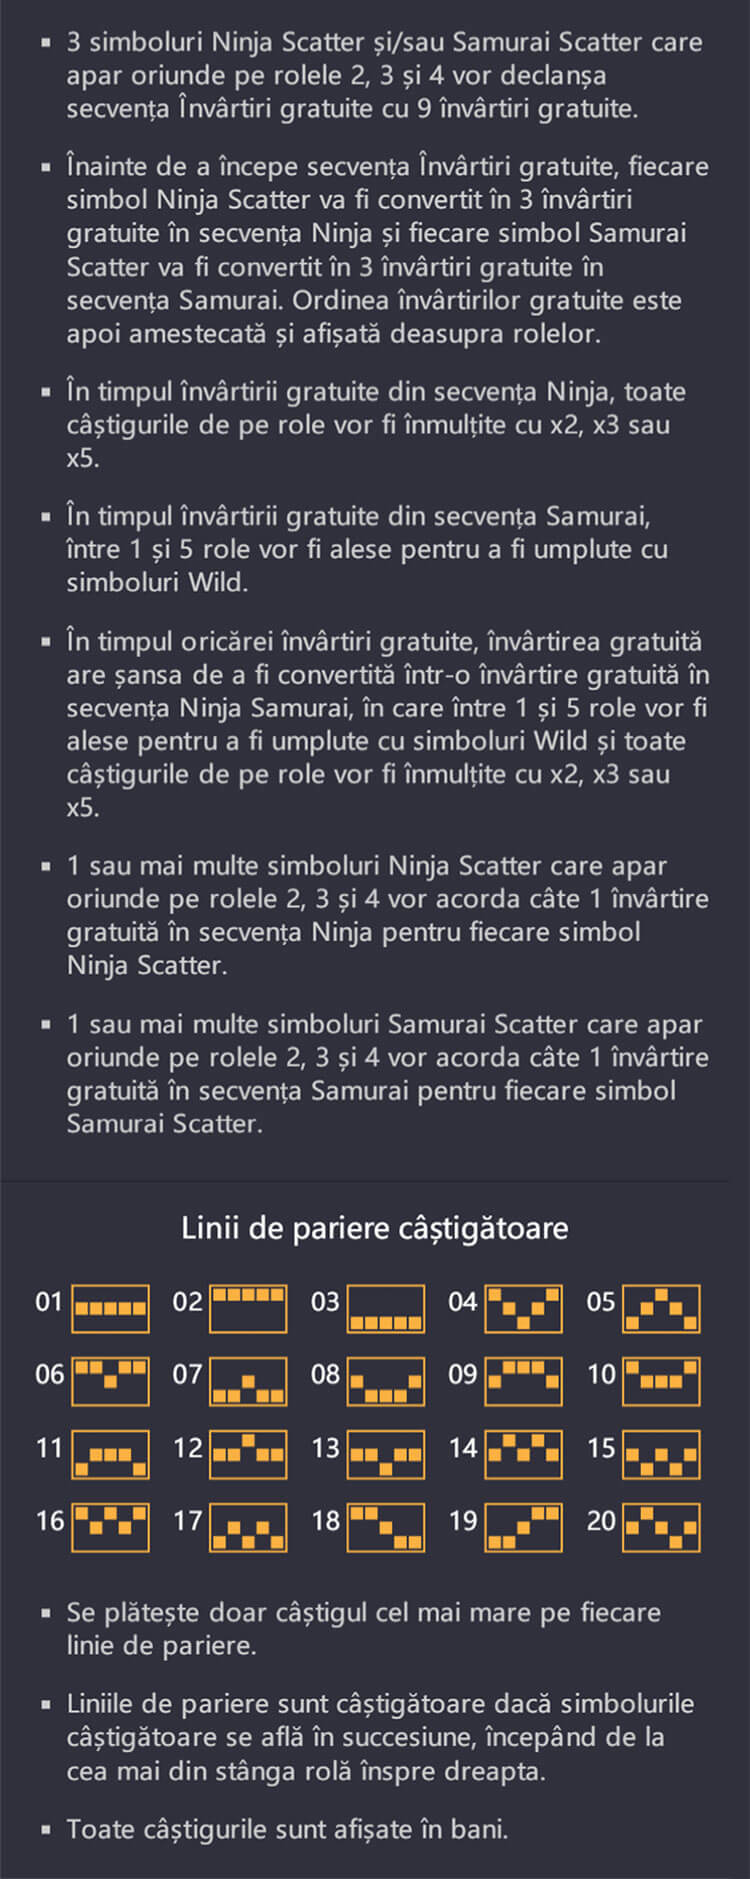 ▪ 3 simboluri Ninja Scatter și/sau Samurai Scatter care
apar oriunde pe rolele 2, 3 și 4 vor declanșa
secvența Învârtiri gratuite cu 9 învârtiri gratuite.
▪ Înainte de a începe secvența Învârtiri gratuite, fiecare
simbol Ninja Scatter va fi convertit în 3 învârtiri
gratuite în secvența Ninja și fiecare simbol Samurai
Scatter va fi convertit în 3 învârtiri gratuite în
secvența Samurai. Ordinea învârtirilor gratuite este
apoi amestecată și afișată deasupra rolelor.
▪ În timpul învârtirii gratuite din secvența Ninja, toate
câștigurile de pe role vor fi înmulțite cu x2, x3 sau
x5.
▪ În timpul învârtirii gratuite din secvența Samurai,
între 1 și 5 role vor fi alese pentru a fi umplute cu
simboluri Wild.
▪ În timpul oricărei învârtiri gratuite, învârtirea gratuită
are șansa de a fi convertită într-o învârtire gratuită în
secvența Ninja Samurai, în care între 1 și 5 role vor fi
alese pentru a fi umplute cu simboluri Wild și toate
câștigurile de pe role vor fi înmulțite cu x2, x3 sau
x5.
▪ 1 sau mai multe simboluri Ninja Scatter care apar
oriunde pe rolele 2, 3 și 4 vor acorda câte 1 învârtire
gratuită în secvența Ninja pentru fiecare simbol
Ninja Scatter.
▪ 1 sau mai multe simboluri Samurai Scatter care apar
oriunde pe rolele 2, 3 și 4 vor acorda câte 1 învârtire
gratuită în secvența Samurai pentru fiecare simbol
Samurai Scatter.
Linii de pariere câștigătoare
01 02 03 04 05
06 07 08 09 10
11 12 13 14 15
16 17 18 19 20
▪ Se plătește doar câștigul cel mai mare pe fiecare
linie de pariere.
▪ Liniile de pariere sunt câștigătoare dacă simbolurile
câștigătoare se află în succesiune, începând de la
cea mai din stânga rolă înspre dreapta.
▪ Toate câștigurile sunt afișate în bani.